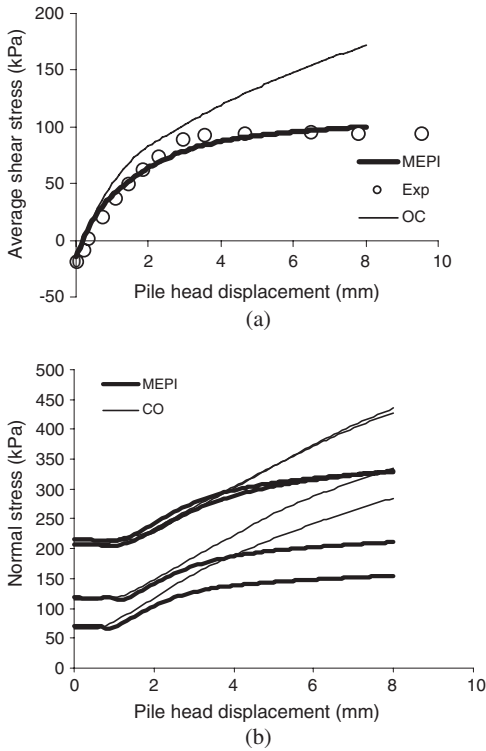 Average shear stress (kPa)
200
150
100
50
0
-50
0
2
4
6
8
10
MEPI
Exp
OC
Pile head displacement (mm)
(a)
Normal stress (kPa)
500
450
400
350
300
250
200
150
100
50
0
MEPI
CO
0
2
4
6
8
10
Pile head displacement (mm)
(b)